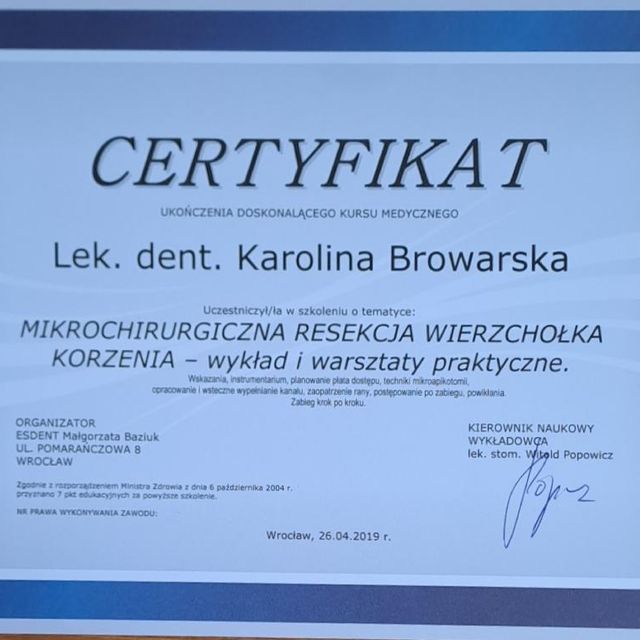 CERTYFIKAT
UKOŃCZENIA DOSKONALĄCEGO KURSU MEDYCZNEGO
Lek. dent. Karolina Browarska
Uczestniczył/ła w szkoleniu o tematyce:
MIKROCHIRURGICZNA RESEKCJA WIERZCHOŁKA
KORZENIA – wykład i warsztaty praktyczne.
Wskazania, instrumentarium, planowanie płata dostępu, techniki mikroapikotomii,
opracowanie i wsteczne wypełnianie kanału, zaopatrzenie rany, postępowanie po zabiegu, powikłania.
Zabieg krok po kroku.
ORGANIZATOR
ESDENT Małgorzata Baziuk
UL. POMARAŃCZOWA 8
WROCŁAW
KIEROWNIK NAUKOWY
WYKŁADOWCA
lek. stom. Witold Popowicz
Zgodnie z rozporządzeniem Ministra Zdrowia z dnia 6 października 2004 r.
przyznano 7 pkt edukacyjnych za powyższe szkolenie.
NR PRAWA WYKONYWANIA ZAWODU:
Wrocław, 26.04.2019 r.